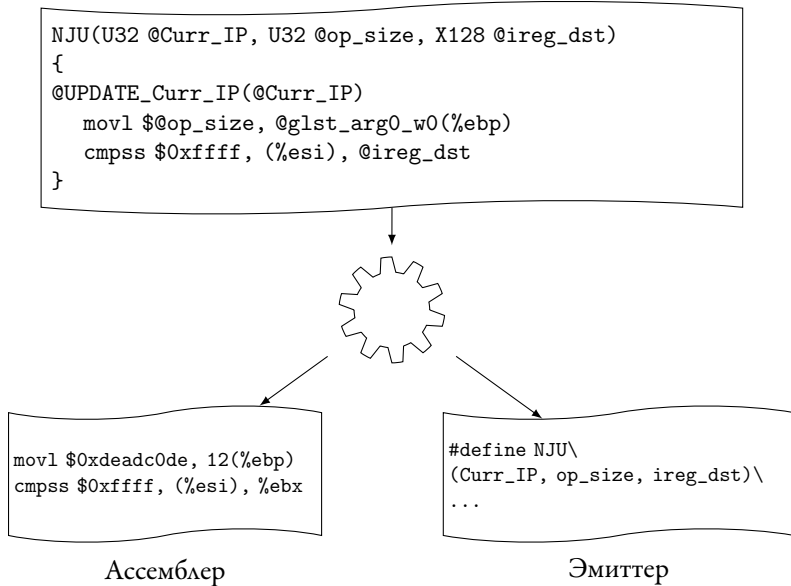 NJU(U32 @Curr_IP, U32 @op_size, X128 @ireg_dst)
{
@UPDATE_Curr_IP(@Curr_IP)
movl $@op_size, @glst_arg0_w0(%ebp)
cmpss $0xffff, (%esi), @ireg_dst
}
movl $0xdeadc0de, 12(%ebp)
cmpss $0xffff, (%esi), %ebx
Ассемблер
#define NJU\
(Curr_IP, op_size, ireg_dst)\
...
Эмиттер